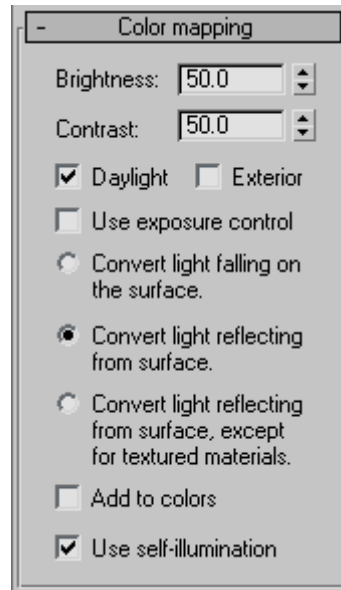 - Color mapping
Brightness: 50.0
Contrast: 50.0
Daylight Exterior
Use exposure control
Convert light falling on
the surface.
Convert light reflecting
from surface.
Convert light reflecting
from surface, except
for textured materials.
Add to colors
Use self-illumination